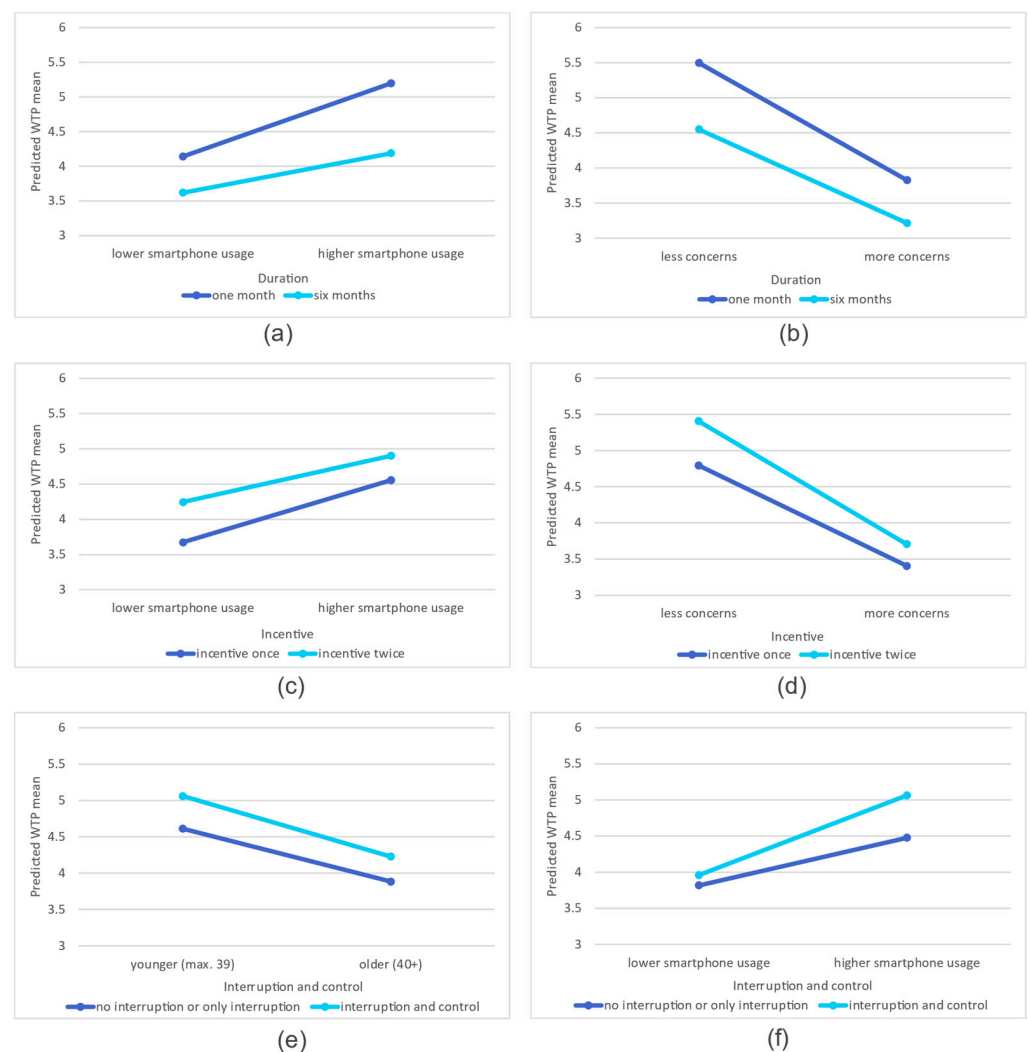 6
5.5
5
4.5
4
3.5
3
Predicted WTP mean
lower smartphone usage higher smartphone usage
Duration
one month six months
(a)
6
5.5
5
4.5
4
3.5
3
Predicted WTP mean
less concerns more concerns
Duration
one month six months
(b)
6
5.5
5
4.5
4
3.5
3
Predicted WTP mean
lower smartphone usage higher smartphone usage
Incentive
incentive once incentive twice
(c)
6
5.5
5
4.5
4
3.5
3
Predicted WTP mean
less concerns more concerns
Incentive
incentive once incentive twice
(d)
6
5.5
5
4.5
4
3.5
3
Predicted WTP mean
younger (max. 39) older (40+)
Interruption and control
no interruption or only interruption interruption and control
(e)
6
5.5
5
4.5
4
3.5
3
Predicted WTP mean
lower smartphone usage higher smartphone usage
Interruption and control
no interruption or only interruption interruption and control
(f)